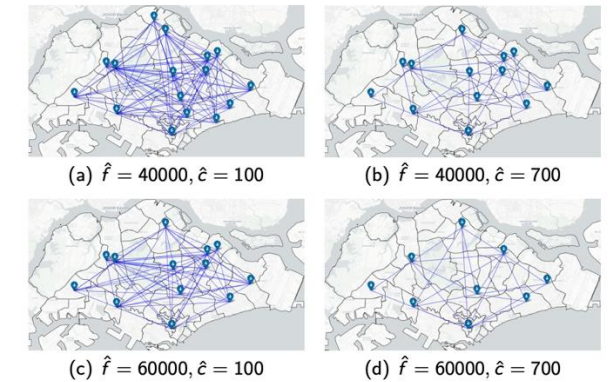 (a) f̂ = 40000, ĉ = 100
(b) f̂ = 40000, ĉ = 700
(c) f̂ = 60000, ĉ = 100
(d) f̂ = 60000, ĉ = 700